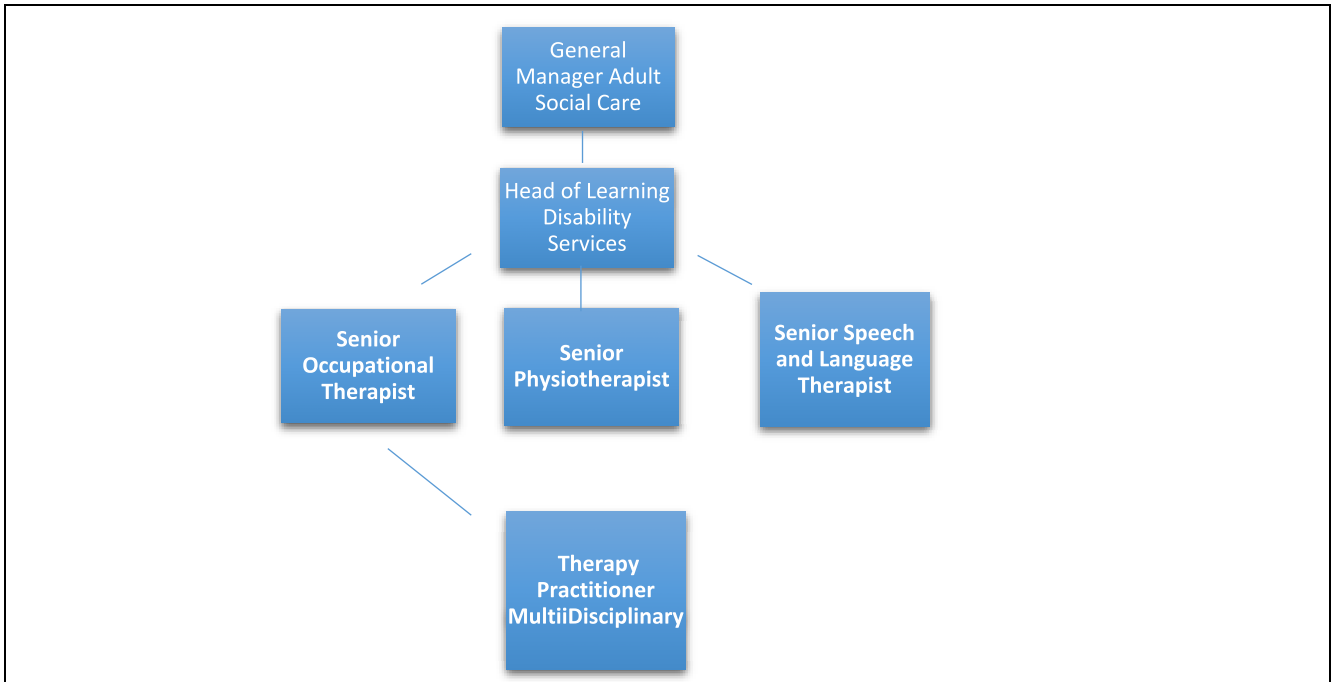 General
Manager Adult
Social Care
Head of Learning
Disability
Services
Senior
Occupational
Therapist
Senior
Physiotherapist
Senior Speech
and Language
Therapist
Therapy
Practitioner
MultiiDisciplinary